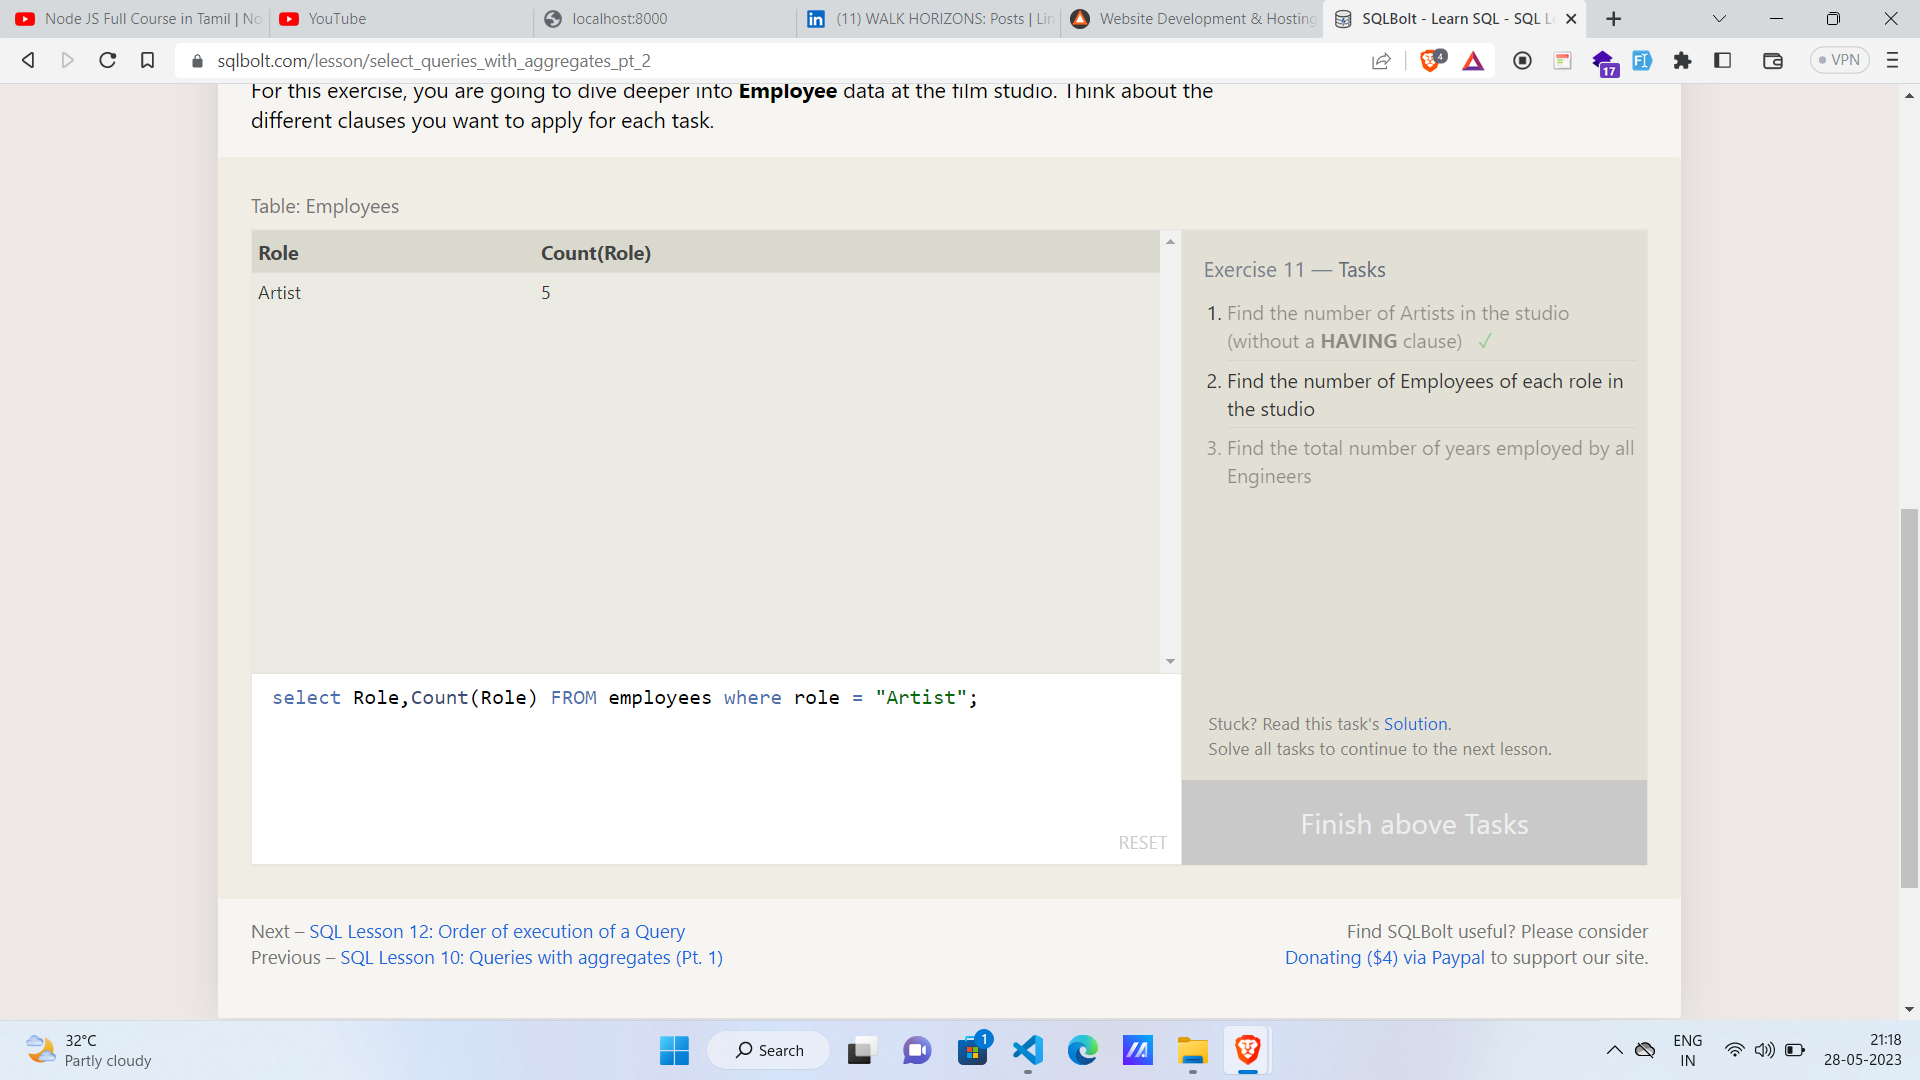 Node JS Full Course in Tamil | No
YouTube
localhost:8000
(11) WALK HORIZONS: Posts | Lin
Website Development & Hosting
SQLBolt - Learn SQL - SQL Le
sqlbolt.com/lesson/select_queries_with_aggregates_pt_2
4
17
VPN
For this exercise, you are going to dive deeper into Employee data at the film studio. Think about the
different clauses you want to apply for each task.
Table: Employees
Role Count(Role)
Artist 5
Exercise 11 — Tasks
1. Find the number of Artists in the studio
(without a HAVING clause) ✓
2. Find the number of Employees of each role in
the studio
3. Find the total number of years employed by all
Engineers
select Role,Count(Role) FROM employees where role = "Artist";
RESET
Stuck? Read this task's Solution.
Solve all tasks to continue to the next lesson.
Finish above Tasks
Next – SQL Lesson 12: Order of execution of a Query
Previous – SQL Lesson 10: Queries with aggregates (Pt. 1)
Find SQLBolt useful? Please consider
Donating ($4) via Paypal to support our site.
32°C
Partly cloudy
Search
1
ENG
IN
21:18
28-05-2023